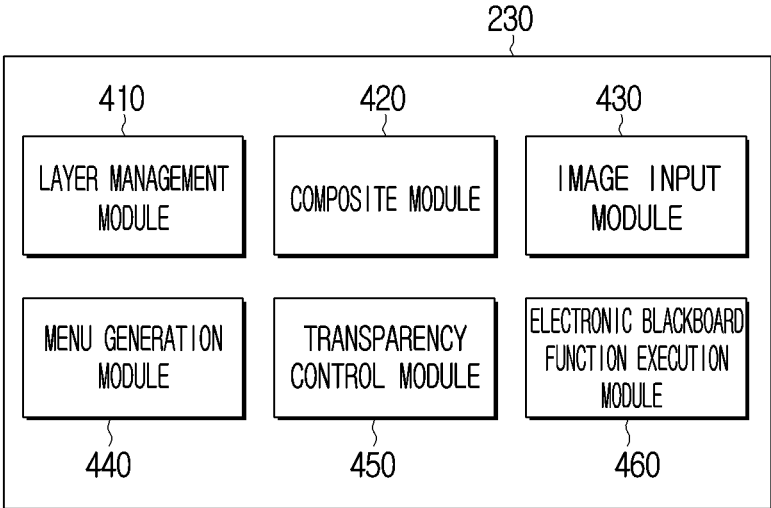 230
410
420
430
LAYER MANAGEMENT
MODULE
COMPOSITE MODULE
IMAGE INPUT
MODULE
MENU GENERATION
MODULE
TRANSPARENCY
CONTROL MODULE
ELECTRONIC BLACKBOARD
FUNCTION EXECUTION
MODULE
440
450
460